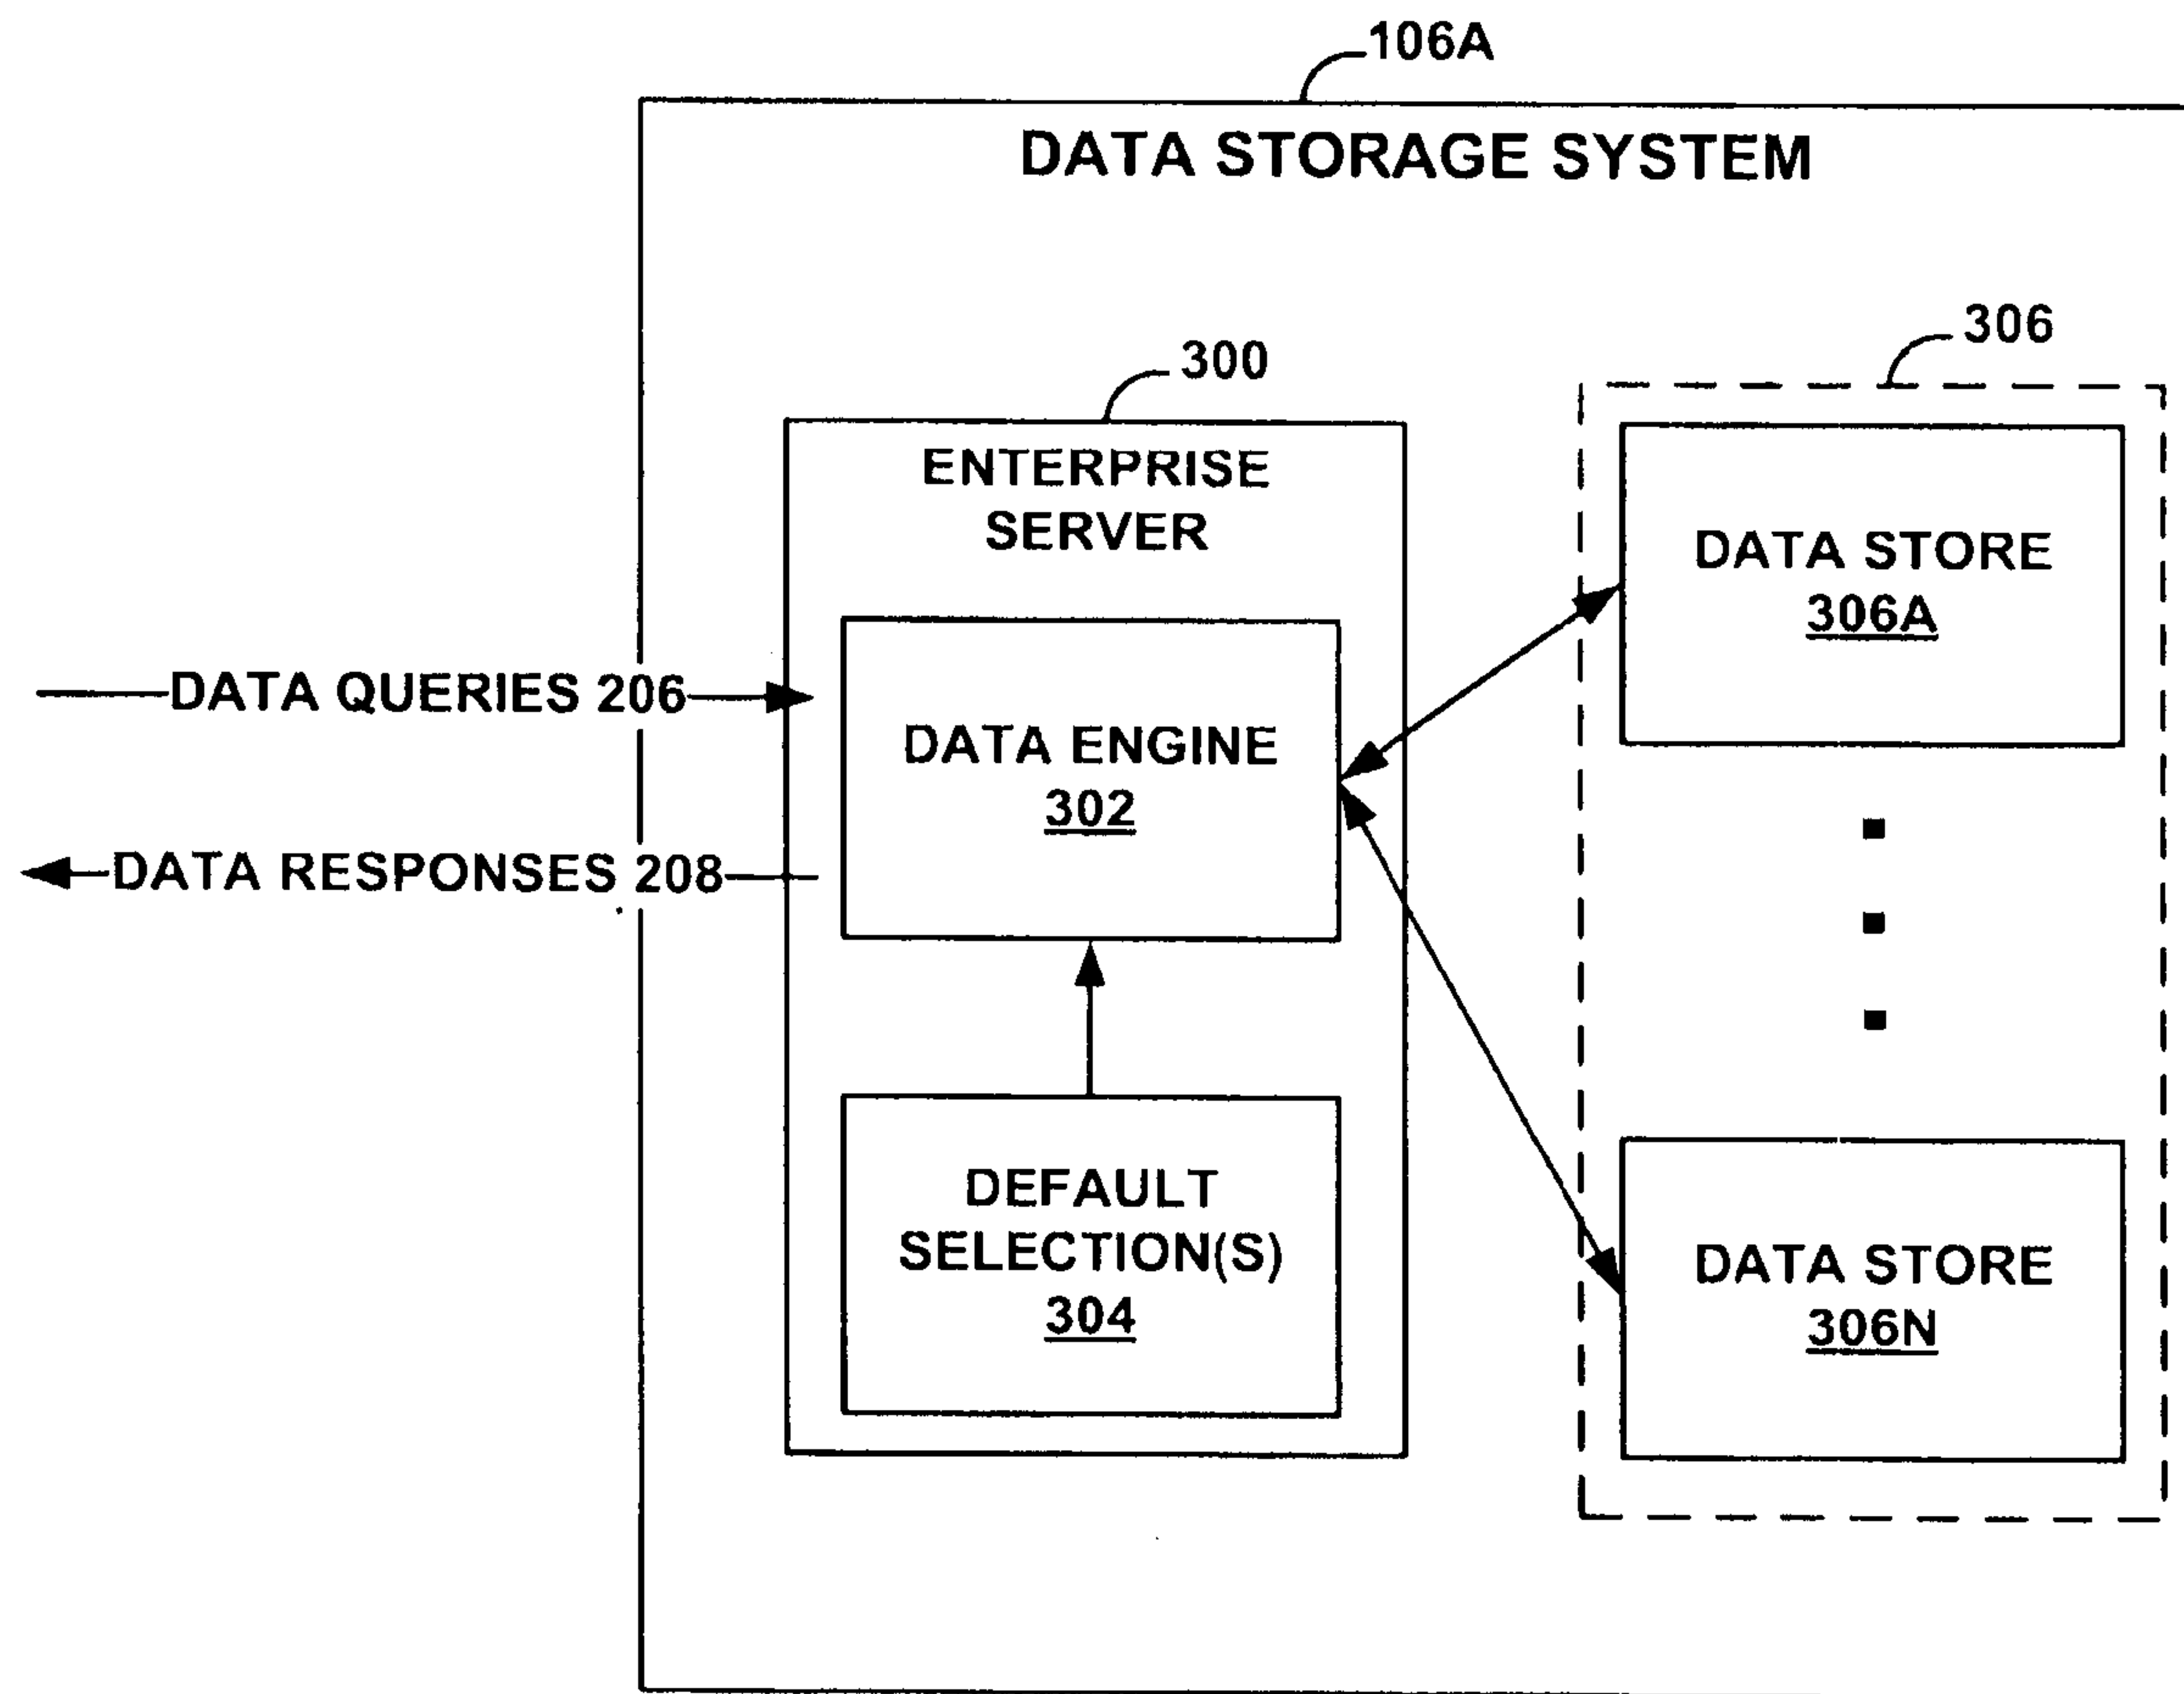 106A
DATA STORAGE SYSTEM
306
300
ENTERPRISE
SERVER
DATA STORE
306A
DATA QUERIES 206
DATA ENGINE
302
DATA RESPONSES 208
DEFAULT
SELECTION(S)
304
DATA STORE
306N